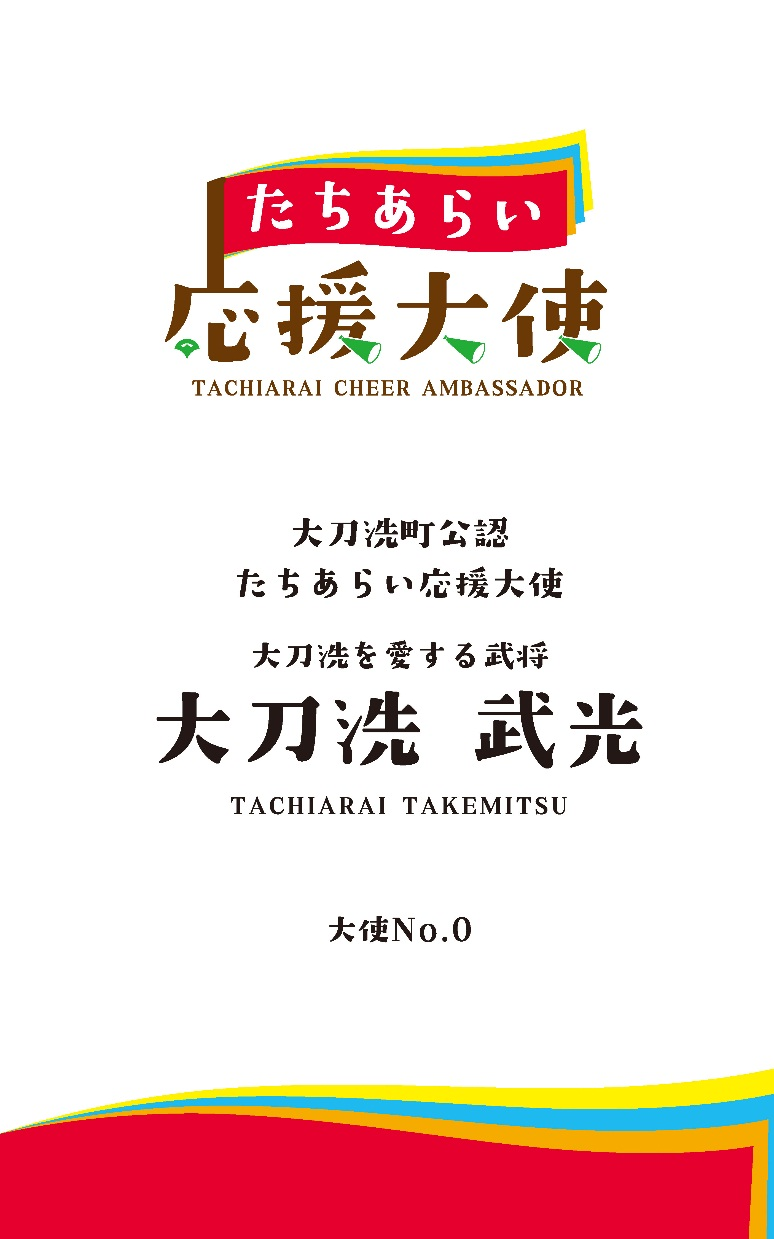 たちあらい
応援大使
TACHIARAI CHEER AMBASSADOR
大刀洗町公認
たちあらい応援大使
大刀洗を愛する武将
大刀洗 武光
TACHIARAI TAKEMITSU
大使No.0